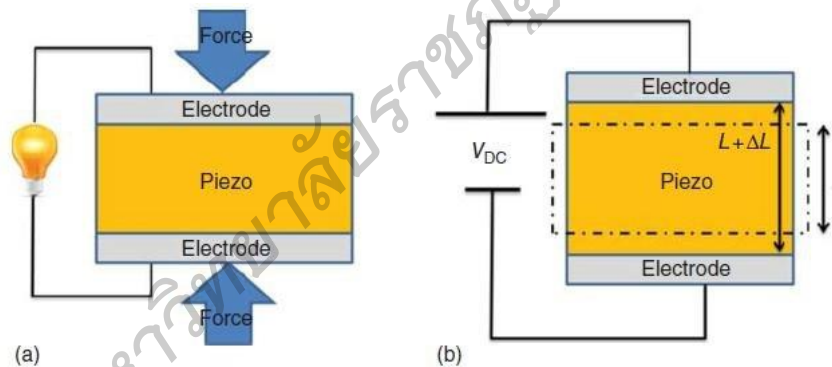 Force
Electrode
Piezo
Electrode
Force
(a)
V_DC
Electrode
L+ΔL
Piezo
Electrode
(b)